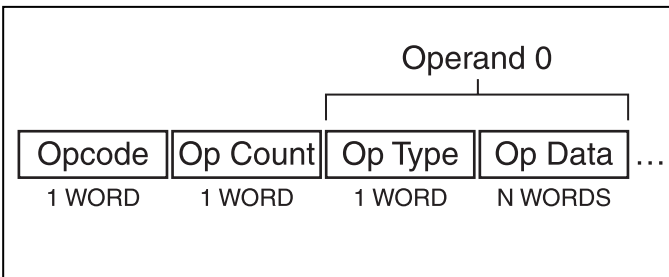 Operand 0
Opcode Op Count Op Type Op Data ...
1 WORD 1 WORD 1 WORD N WORDS